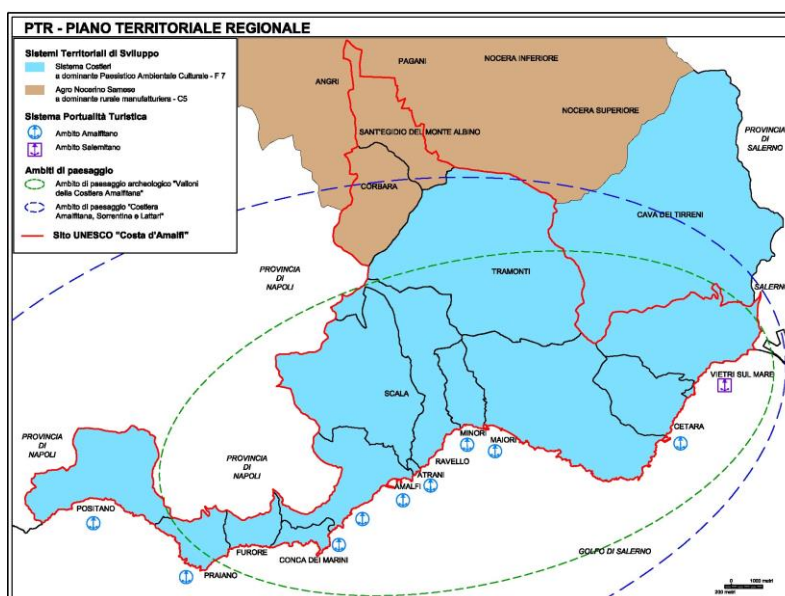 PTR - PIANO TERRITORIALE REGIONALE
Sistemi Territoriali di Sviluppo
Sistema Costieri
a dominante Paesistico Ambientale Culturale - F 7
Agro Nocerino Sarnese
a dominante rurale manufatturiera - C5
Sistema Portualità Turistica
Ambito Amalfitano
Ambito Salernitano
Ambiti di paesaggio
Ambito di paesaggio archeologico "Valloni
della Costiera Amalfitana"
Ambito di paesaggio "Costiera
Amalfitana, Sorrentina e Lattari"
Sito UNESCO "Costa d'Amalfi"
PAGANI
NOCERA INFERIORE
ANGRI
NOCERA SUPERIORE
SANT'EGIDIO DEL MONTE ALBINO
PROVINCIA
DI
SALERNO
CORBARA
CAVA DEI TIRRENI
PROVINCIA
DI
NAPOLI
TRAMONTI
SALERNO
VIETRI SUL MARE
SCALA
CETARA
MINORI
MAIORI
PROVINCIA
DI
NAPOLI
PROVINCIA
DI
NAPOLI
RAVELLO
ATRANI
AMALFI
POSITANO
FURORE
CONCA DEI MARINI
GOLFO DI SALERNO
PRAIANO
0 1000 metri
200 metri